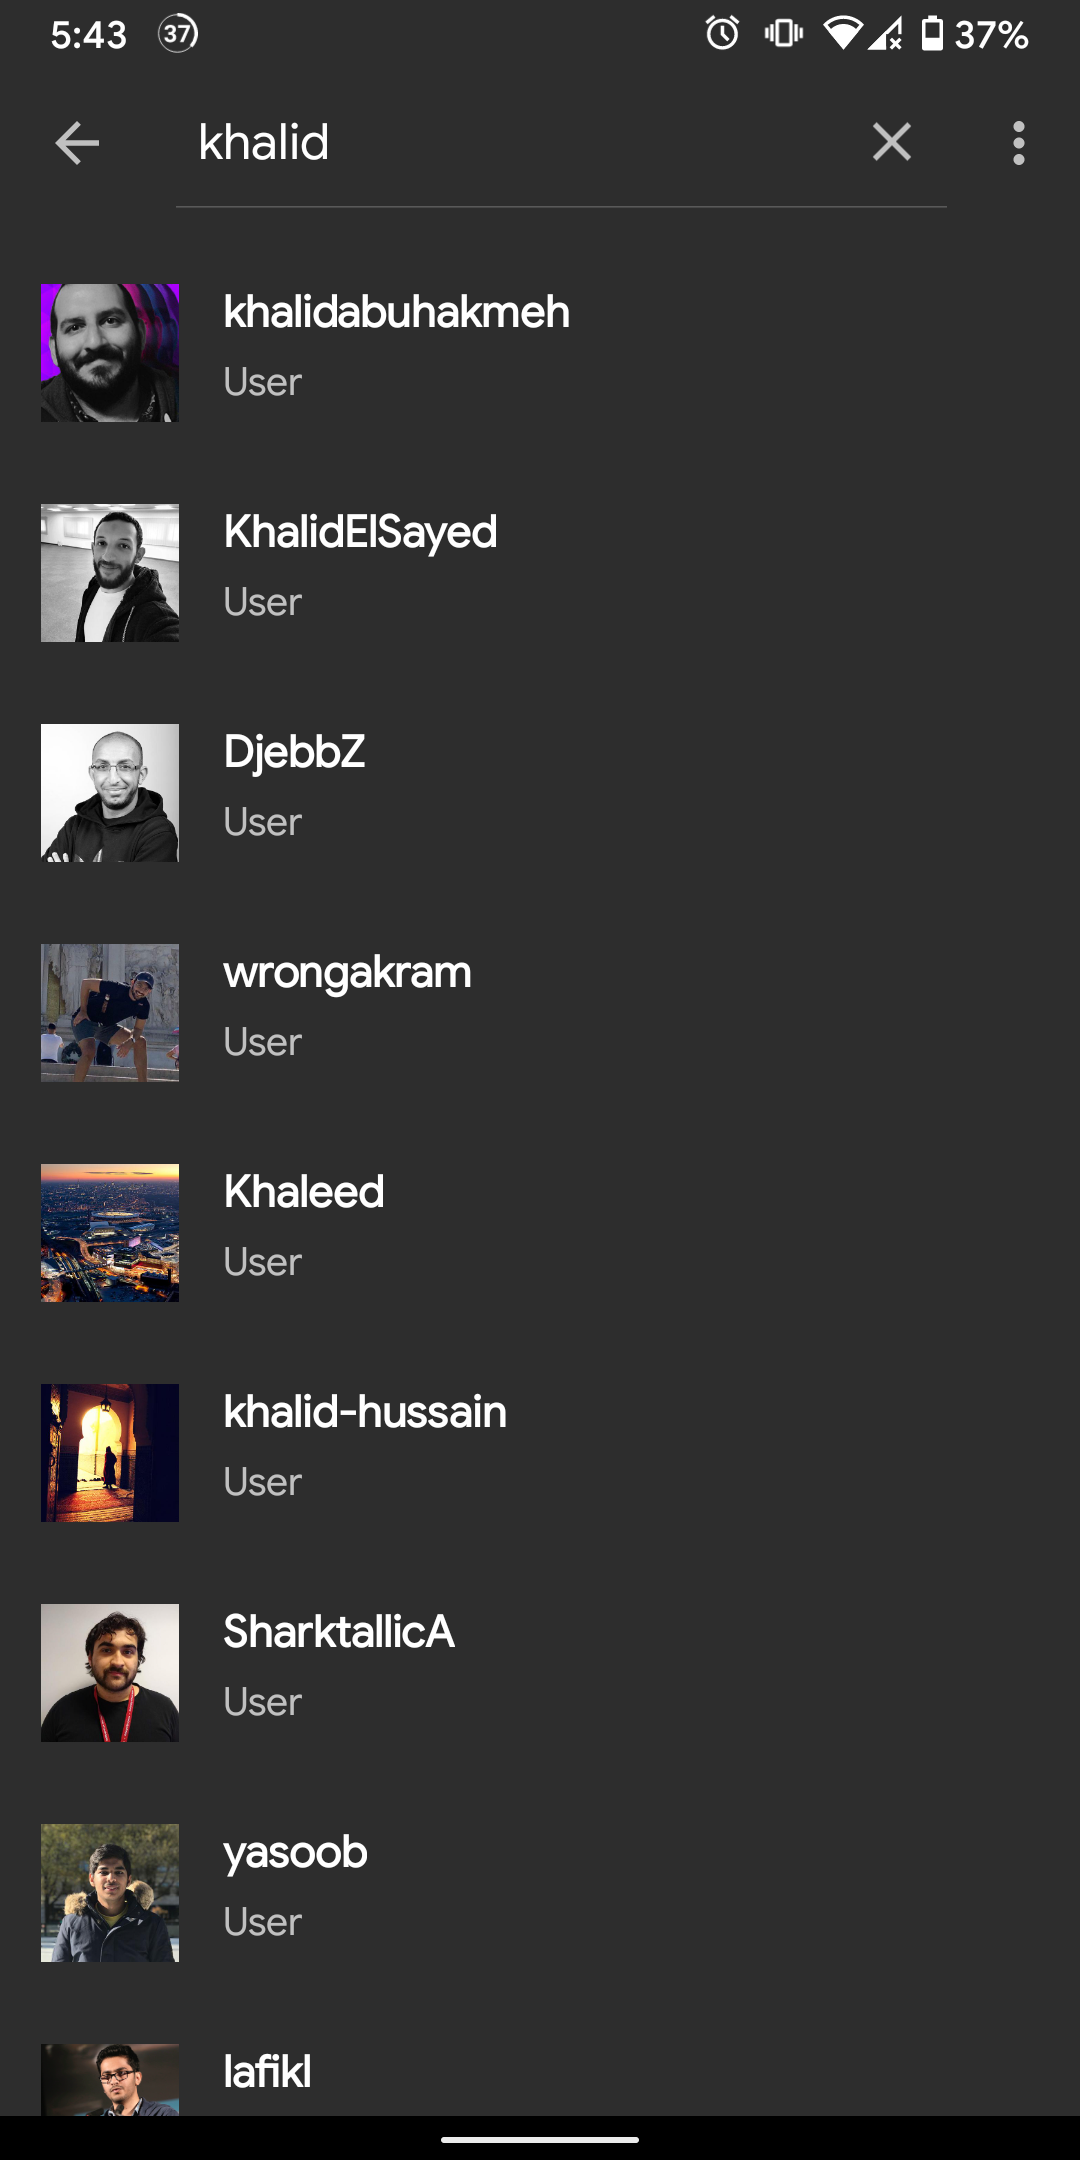 5:43 37 37%
khalid
khalidabuhakmeh
User
KhalidElSayed
User
DjebbZ
User
wrongakram
User
Khaleed
User
khalid-hussain
User
SharktallicA
User
yasoob
User
lafikl